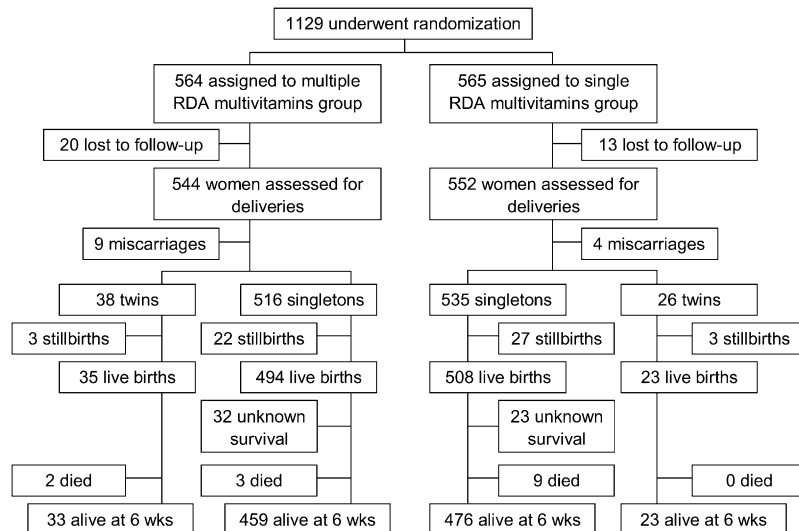 1129 underwent randomization
564 assigned to multiple
RDA multivitamins group
565 assigned to single
RDA multivitamins group
20 lost to follow-up
13 lost to follow-up
544 women assessed for
deliveries
552 women assessed for
deliveries
9 miscarriages
4 miscarriages
38 twins
516 singletons
535 singletons
26 twins
3 stillbirths
22 stillbirths
27 stillbirths
3 stillbirths
35 live births
494 live births
508 live births
23 live births
32 unknown
survival
23 unknown
survival
2 died
3 died
9 died
0 died
33 alive at 6 wks
459 alive at 6 wks
476 alive at 6 wks
23 alive at 6 wks